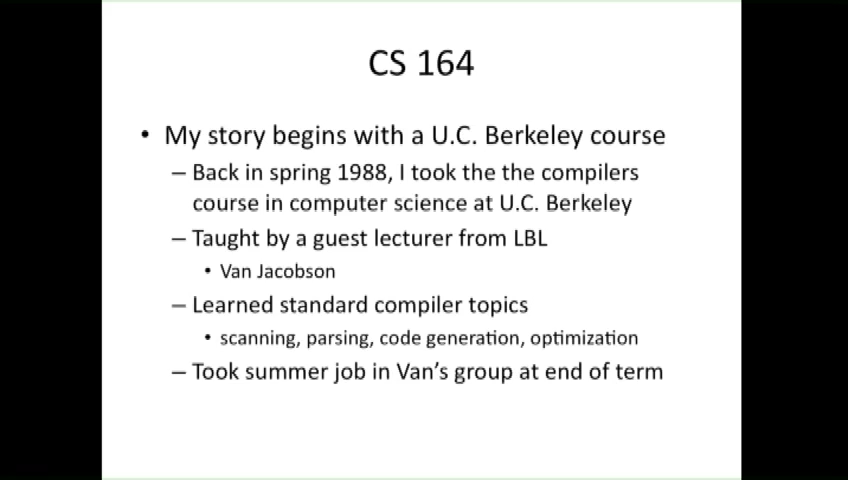 CS 164
• My story begins with a U.C. Berkeley course
– Back in spring 1988, I took the the compilers
course in computer science at U.C. Berkeley
– Taught by a guest lecturer from LBL
• Van Jacobson
– Learned standard compiler topics
• scanning, parsing, code generation, optimization
– Took summer job in Van's group at end of term